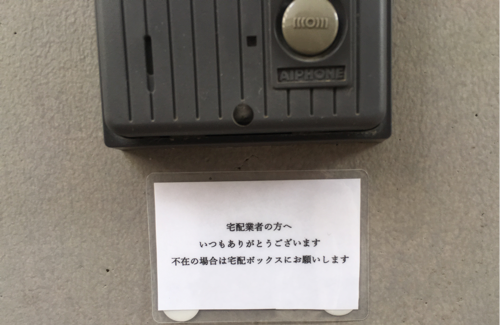 AIPHONE
宅配業者の方へ
いつもありがとうございます
不在の場合は宅配ボックスにお願いします